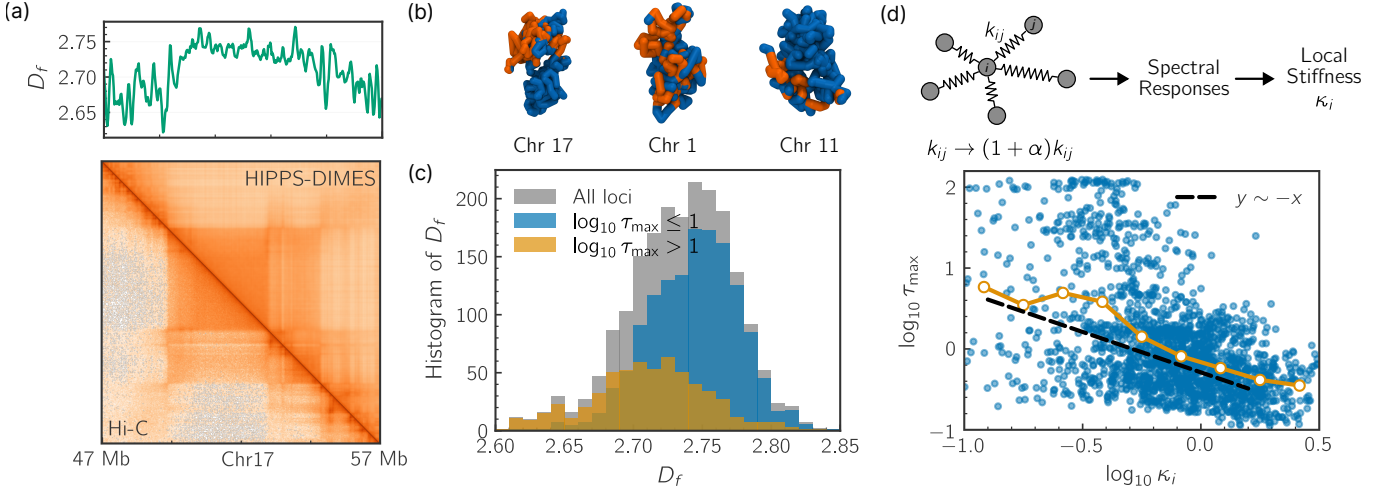 (a)
2.75
2.70
2.65
D_f
HIPPS-DIMES
Hi-C
47 Mb
Chr17
57 Mb
(b)
Chr 17
Chr 1
Chr 11
(c)
All loci
log₁₀ τ_max ≤ 1
log₁₀ τ_max > 1
Histogram of D_f
200
150
100
50
0
2.60
2.65
2.70
2.75
2.80
2.85
D_f
(d)
k_ij
j
i
Spectral
Responses
Local
Stiffness
κ_i
k_ij → (1 + α)k_ij
y ∼ −x
log₁₀ τ_max
2
1
0
−1
−1.0
−0.5
0.0
0.5
log₁₀ κ_i